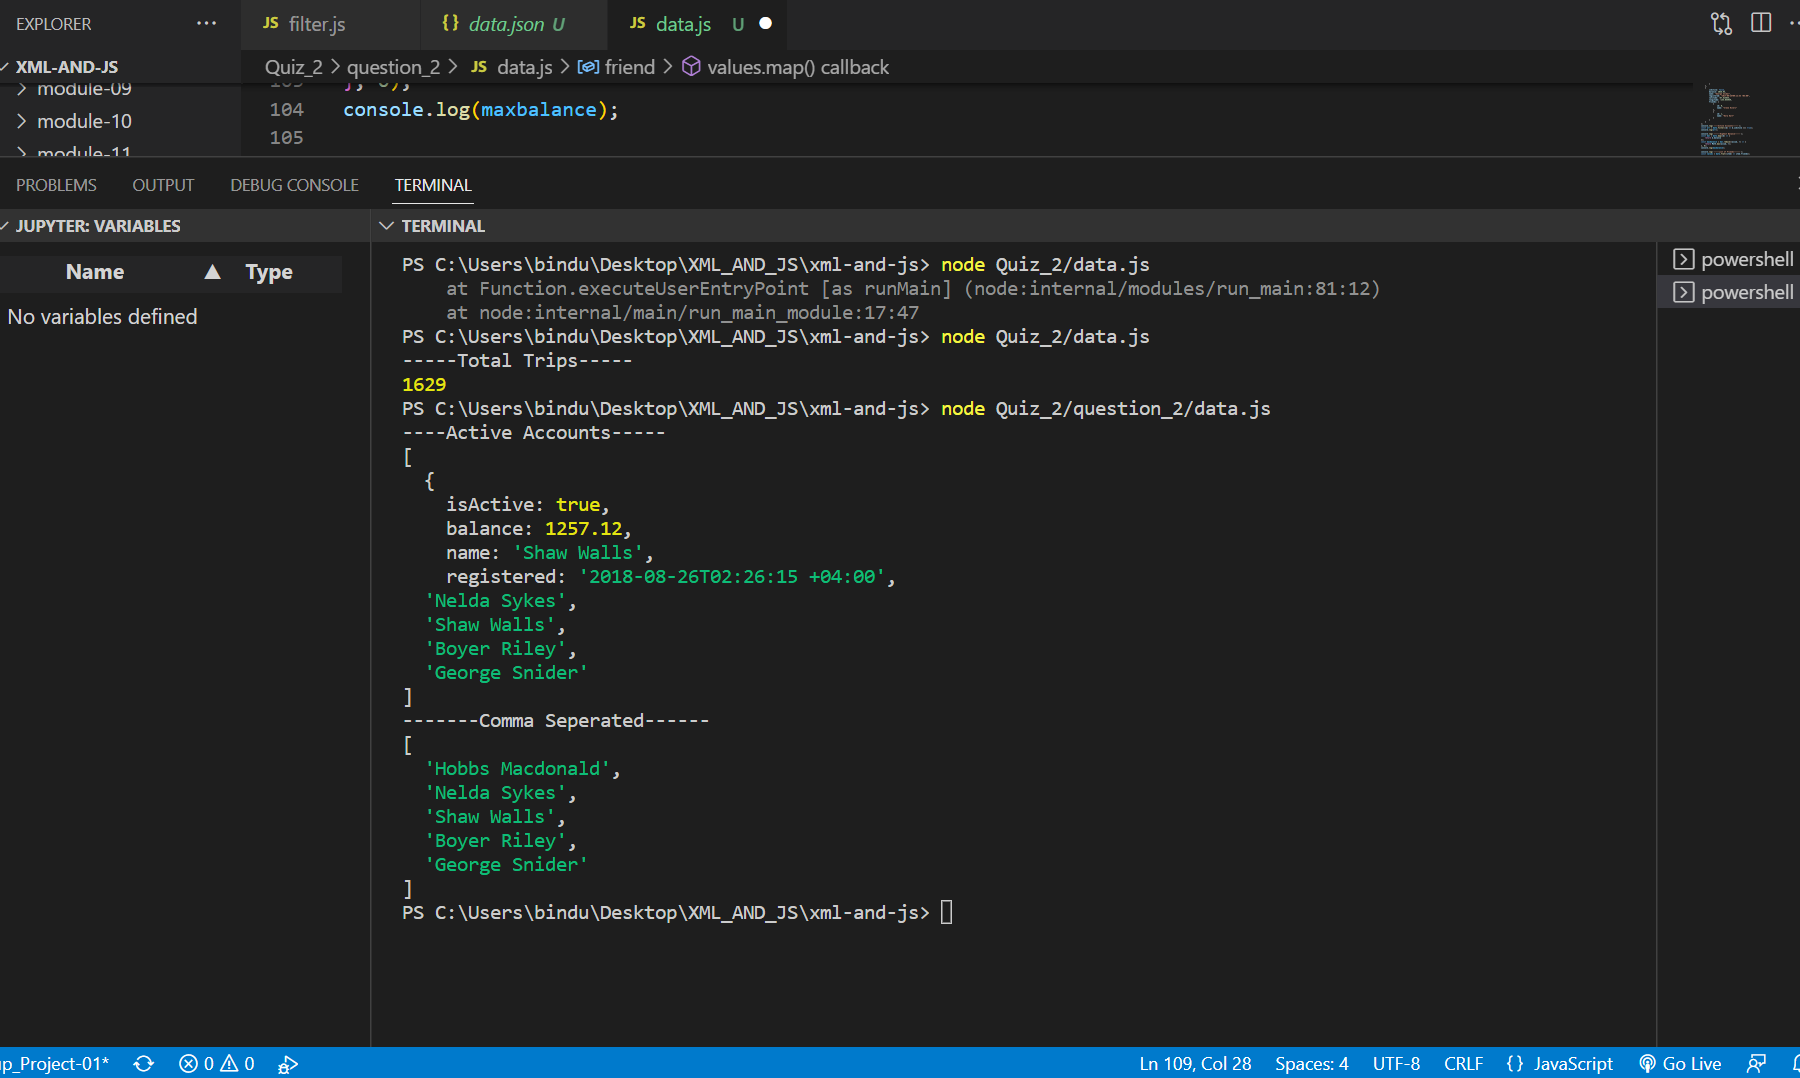 EXPLORER ... JS filter.js {} data.json U JS data.js U
XML-AND-JS
Quiz_2 > question_2 > JS data.js > friend > values.map() callback
module-09
module-10
module-11
104 console.log(maxbalance);
105
PROBLEMS OUTPUT DEBUG CONSOLE TERMINAL
JUPYTER: VARIABLES
Name Type
No variables defined
TERMINAL
PS C:\Users\bindu\Desktop\XML_AND_JS\xml-and-js> node Quiz_2/data.js
at Function.executeUserEntryPoint [as runMain] (node:internal/modules/run_main:81:12)
at node:internal/main/run_main_module:17:47
PS C:\Users\bindu\Desktop\XML_AND_JS\xml-and-js> node Quiz_2/data.js
-----Total Trips-----
1629
PS C:\Users\bindu\Desktop\XML_AND_JS\xml-and-js> node Quiz_2/question_2/data.js
----Active Accounts-----
[
{
isActive: true,
balance: 1257.12,
name: 'Shaw Walls',
registered: '2018-08-26T02:26:15 +04:00',
'Nelda Sykes',
'Shaw Walls',
'Boyer Riley',
'George Snider'
]
-------Comma Seperated------
[
'Hobbs Macdonald',
'Nelda Sykes',
'Shaw Walls',
'Boyer Riley',
'George Snider'
]
PS C:\Users\bindu\Desktop\XML_AND_JS\xml-and-js>
powershell
powershell
up_Project-01* 0 0 Ln 109, Col 28 Spaces: 4 UTF-8 CRLF {} JavaScript Go Live